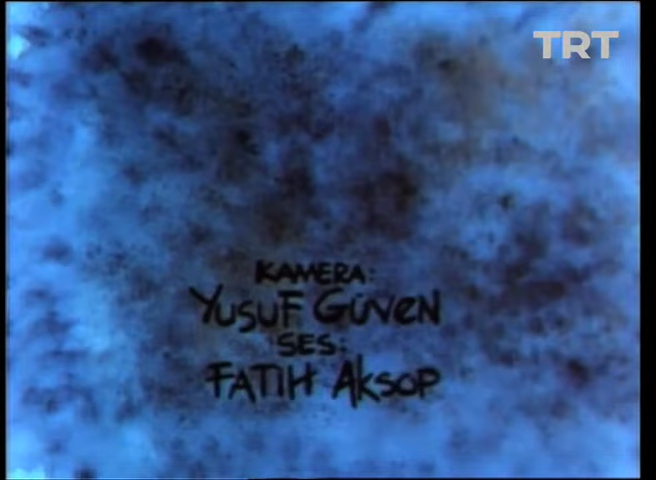 TRT
KAMERA:
YUSUF GÜVEN
SES:
FATIH AKSOP